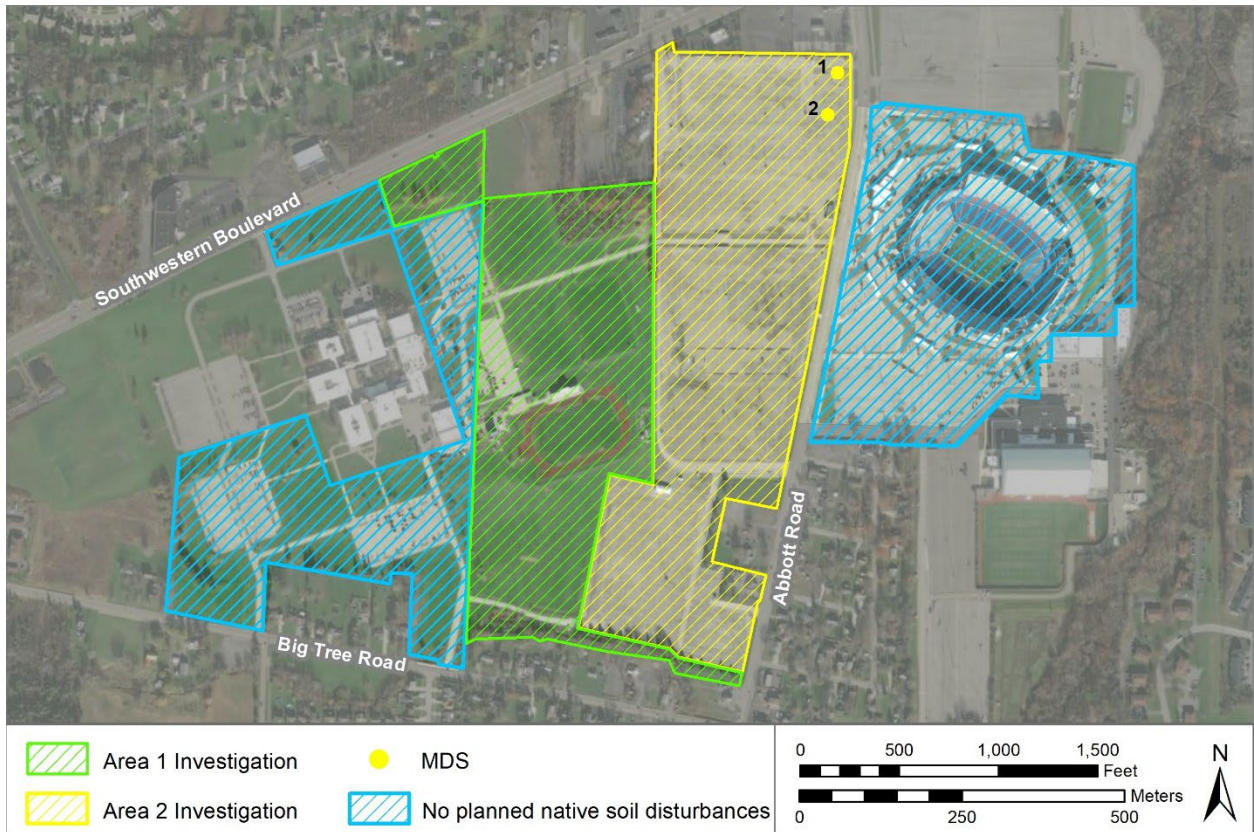 1
2
Southwestern Boulevard
Abbott Road
Big Tree Road
Area 1 Investigation
MDS
Area 2 Investigation
No planned native soil disturbances
0 500 1,000 1,500
Feet
Meters
0 250 500
N